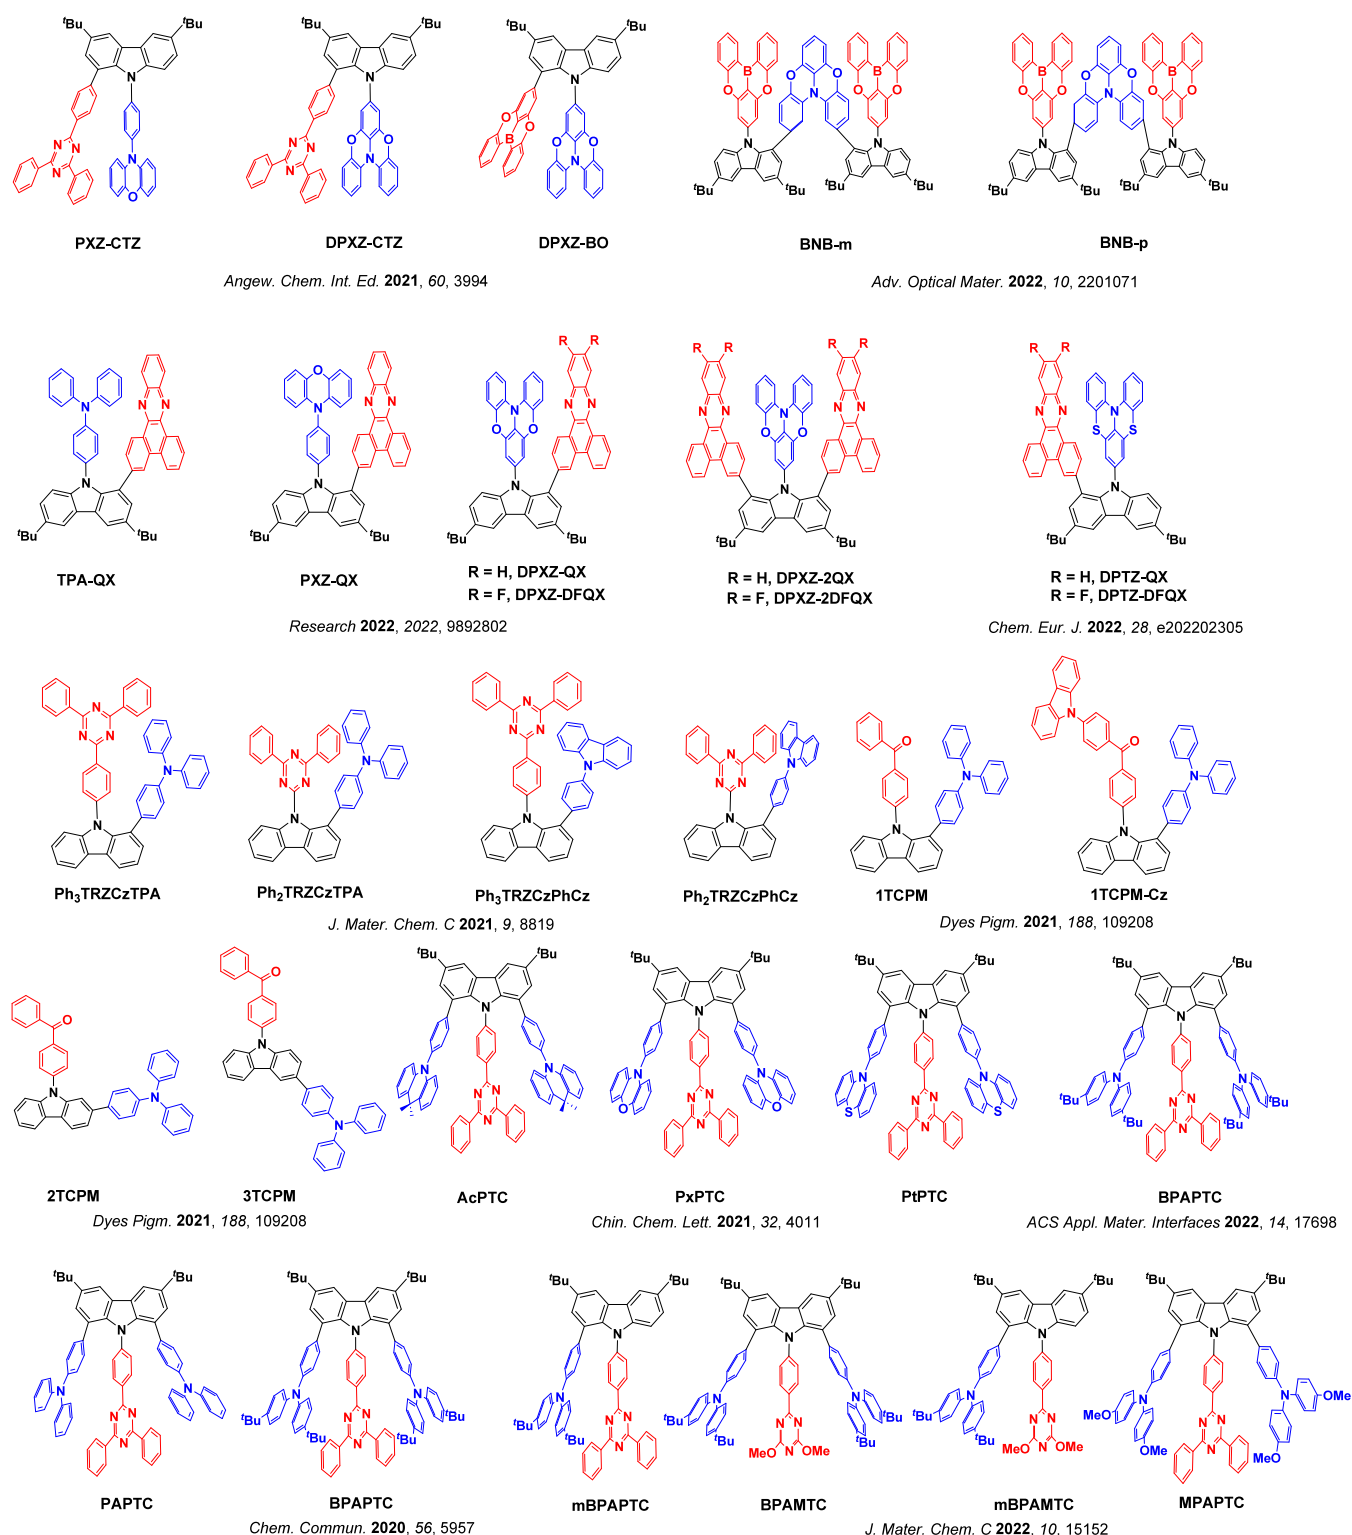 PXZ-CTZ
DPXZ-CTZ
DPXZ-BO
BNB-m
BNB-p
Angew. Chem. Int. Ed. 2021, 60, 3994
Adv. Optical Mater. 2022, 10, 2201071
TPA-QX
PXZ-QX
R = H, DPXZ-QX
R = F, DPXZ-DFQX
R = H, DPXZ-2QX
R = F, DPXZ-2DFQX
R = H, DPTZ-QX
R = F, DPTZ-DFQX
Research 2022, 2022, 9892802
Chem. Eur. J. 2022, 28, e202202305
Ph3TRZCzTPA
Ph2TRZCzTPA
Ph3TRZCzPhCz
Ph2TRZCzPhCz
1TCPM
1TCPM-Cz
J. Mater. Chem. C 2021, 9, 8819
Dyes Pigm. 2021, 188, 109208
2TCPM
3TCPM
AcPTC
PxPTC
PtPTC
BPAPTC
Dyes Pigm. 2021, 188, 109208
Chin. Chem. Lett. 2021, 32, 4011
ACS Appl. Mater. Interfaces 2022, 14, 17698
PAPTC
BPAPTC
mBPAPTC
BPAMTC
mBPAMTC
MPAPTC
Chem. Commun. 2020, 56, 5957
J. Mater. Chem. C 2022, 10, 15152